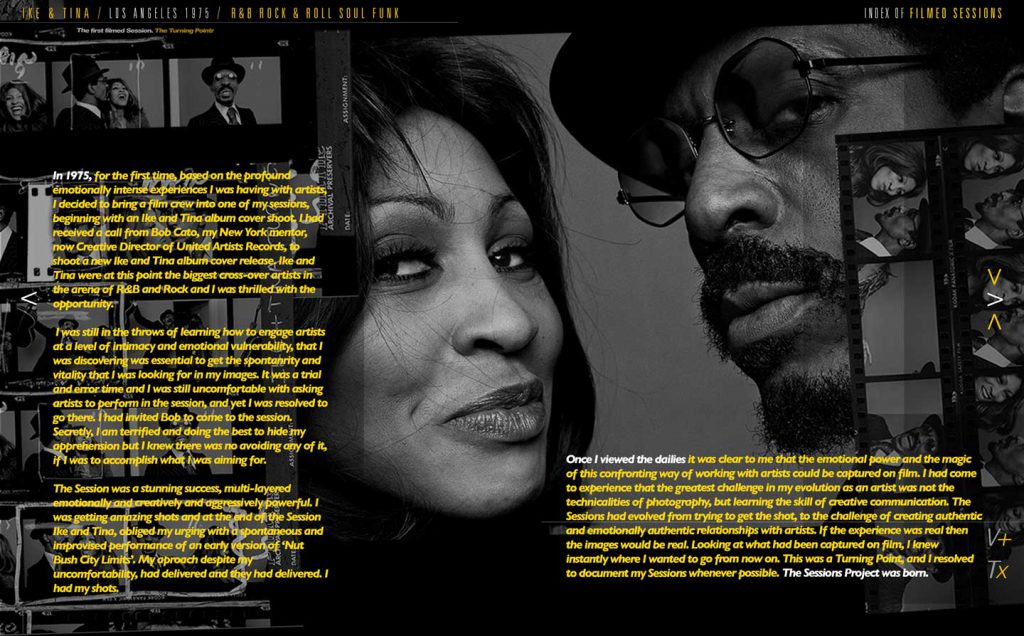 IKE & TINA / LOS ANGELES 1975 / R&B ROCK & ROLL SOUL FUNK
INDEX OF FILMED SESSIONS
The first filmed Session. The Turning Pointr
ASSIGNMENT:
ARCHIVAL PRESERVERS
DATE:
In 1975, for the first time, based on the profound
emotionally intense experiences I was having with artists,
I decided to bring a film crew into one of my sessions,
beginning with an Ike and Tina album cover shoot. I had
received a call from Bob Cato, my New York mentor,
now Creative Director of United Artists Records, to
shoot a new Ike and Tina album cover release. Ike and
Tina were at this point the biggest cross-over artists in
the arena of R&B and Rock and I was thrilled with the
opportunity.
I was still in the throws of learning how to engage artists
at a level of intimacy and emotional vulnerability, that I
was discovering was essential to get the spontanrity and
vitality that I was looking for in my images. It was a trial
and error time and I was still uncomfortable with asking
artists to perform in the session, and yet I was resolved to
go there. I had invited Bob to come to the session.
Secretly, I am terrified and doing the best to hide my
apprehension but I knew there was no avoiding any of it,
if I was to accomplish what I was aiming for.
The Session was a stunning success, multi-layered
emotionally and creatively and aggressively powerful. I
was getting amazing shots and at the end of the Session
Ike and Tina, obliged my urging with a spontaneous and
improvised performance of an early version of 'Nut
Bush City Limits'. My aproach despite my
uncomfortability, had delivered and they had delivered. I
had my shots.
Once I viewed the dailies it was clear to me that the emotional power and the magic
of this confronting way of working with artists could be captured on film. I had come
to experience that the greatest challenge in my evolution as an artist was not the
technicalities of photography, but learning the skill of creative communication. The
Sessions had evolved from trying to get the shot, to the challenge of creating authentic
and emotionally authentic relationships with artists. If the experience was real then
the images would be real. Looking at what had been captured on film, I knew
instantly where I wanted to go from now on. This was a Turning Point, and I resolved
to document my Sessions whenever possible. The Sessions Project was born.
V+
Tx